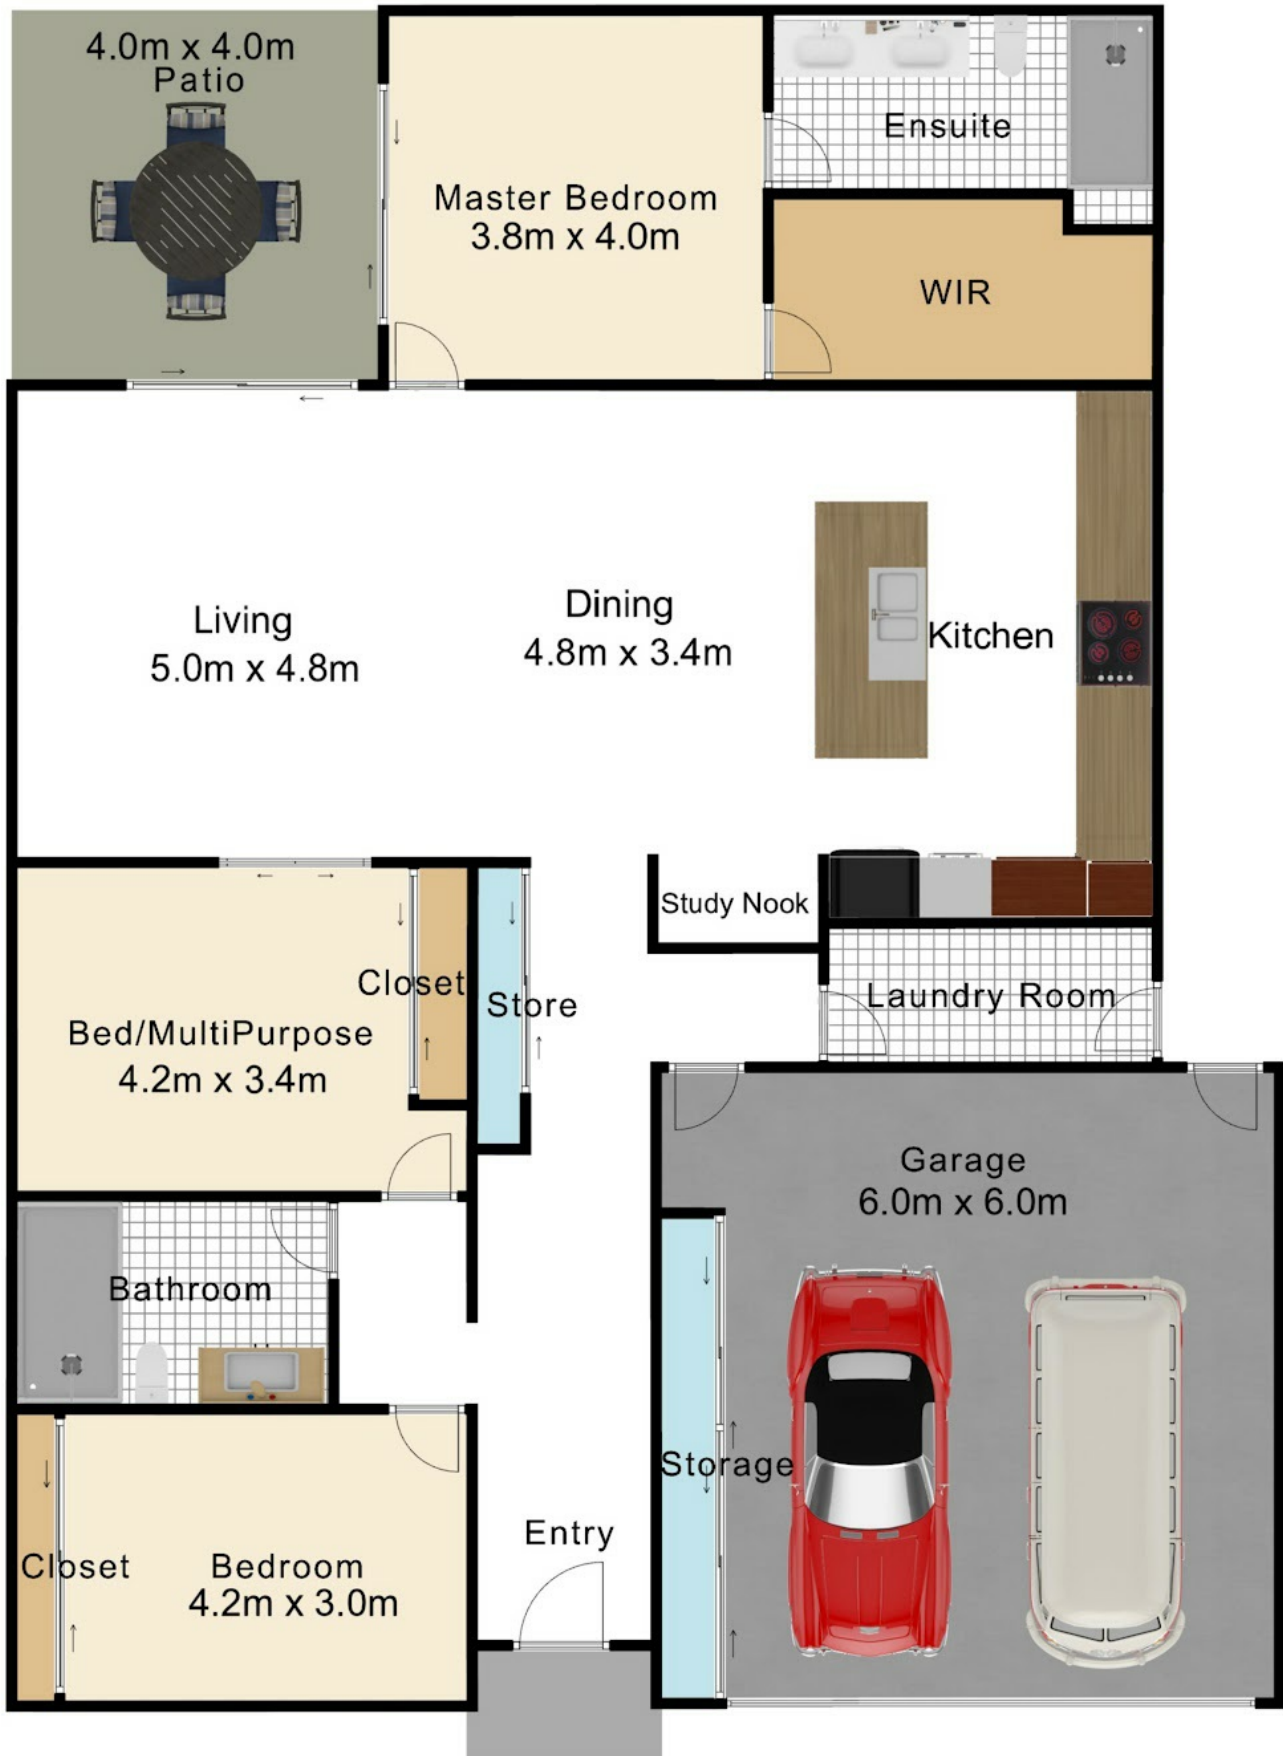 4.0m x 4.0m
Patio
Ensuite
Master Bedroom
3.8m x 4.0m
WIR
Living
5.0m x 4.8m
Dining
4.8m x 3.4m
Kitchen
Study Nook
Closet
Store
Laundry Room
Bed/MultiPurpose
4.2m x 3.4m
Garage
6.0m x 6.0m
Bathroom
Storage
Entry
Closet
Bedroom
4.2m x 3.0m